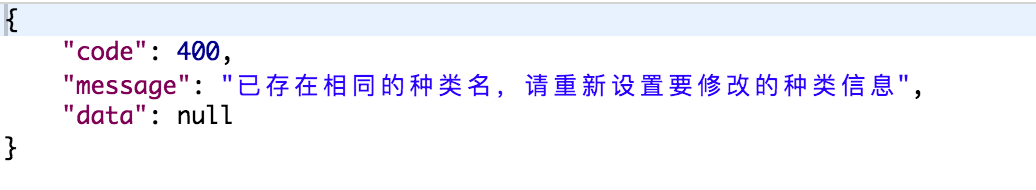 {
    "code": 400,
    "message": "已存在相同的种类名，请重新设置要修改的种类信息",
    "data": null
}